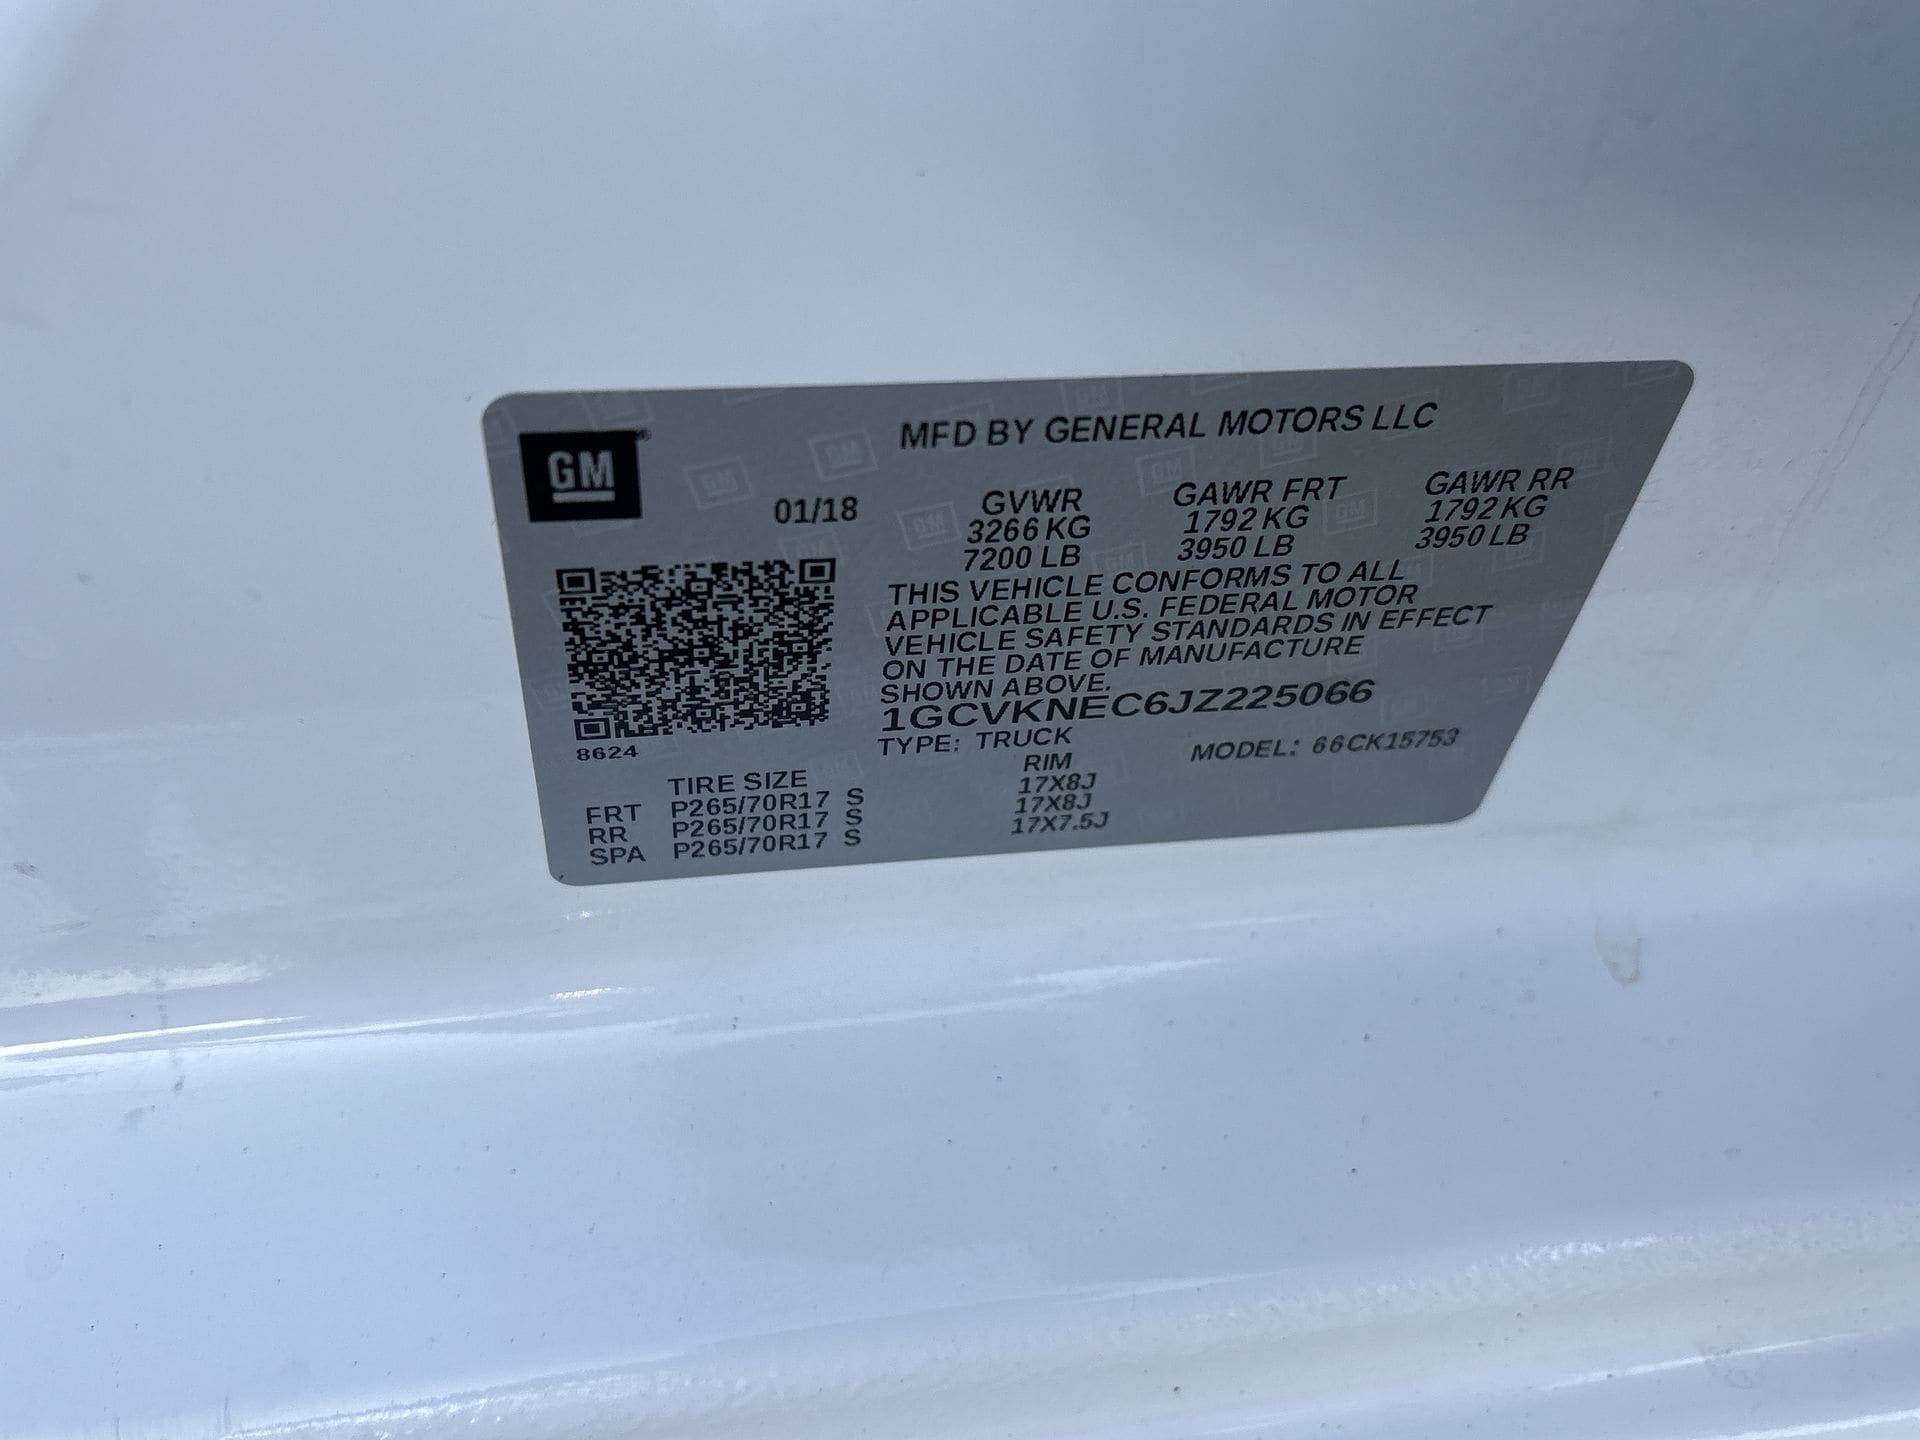 GM
MFD BY GENERAL MOTORS LLC
01/18
GVWR GAWR FRT GAWR RR
3266 KG 1792 KG 1792 KG
7200 LB 3950 LB 3950 LB
THIS VEHICLE CONFORMS TO ALL
APPLICABLE U.S. FEDERAL MOTOR
VEHICLE SAFETY STANDARDS IN EFFECT
ON THE DATE OF MANUFACTURE
SHOWN ABOVE.
1GCVKNEC6JZ225066
TYPE: TRUCK MODEL: 66CK15753
8624
TIRE SIZE RIM
FRT P265/70R17 S 17X8J
RR P265/70R17 S 17X8J
SPA P265/70R17 S 17X7.5J